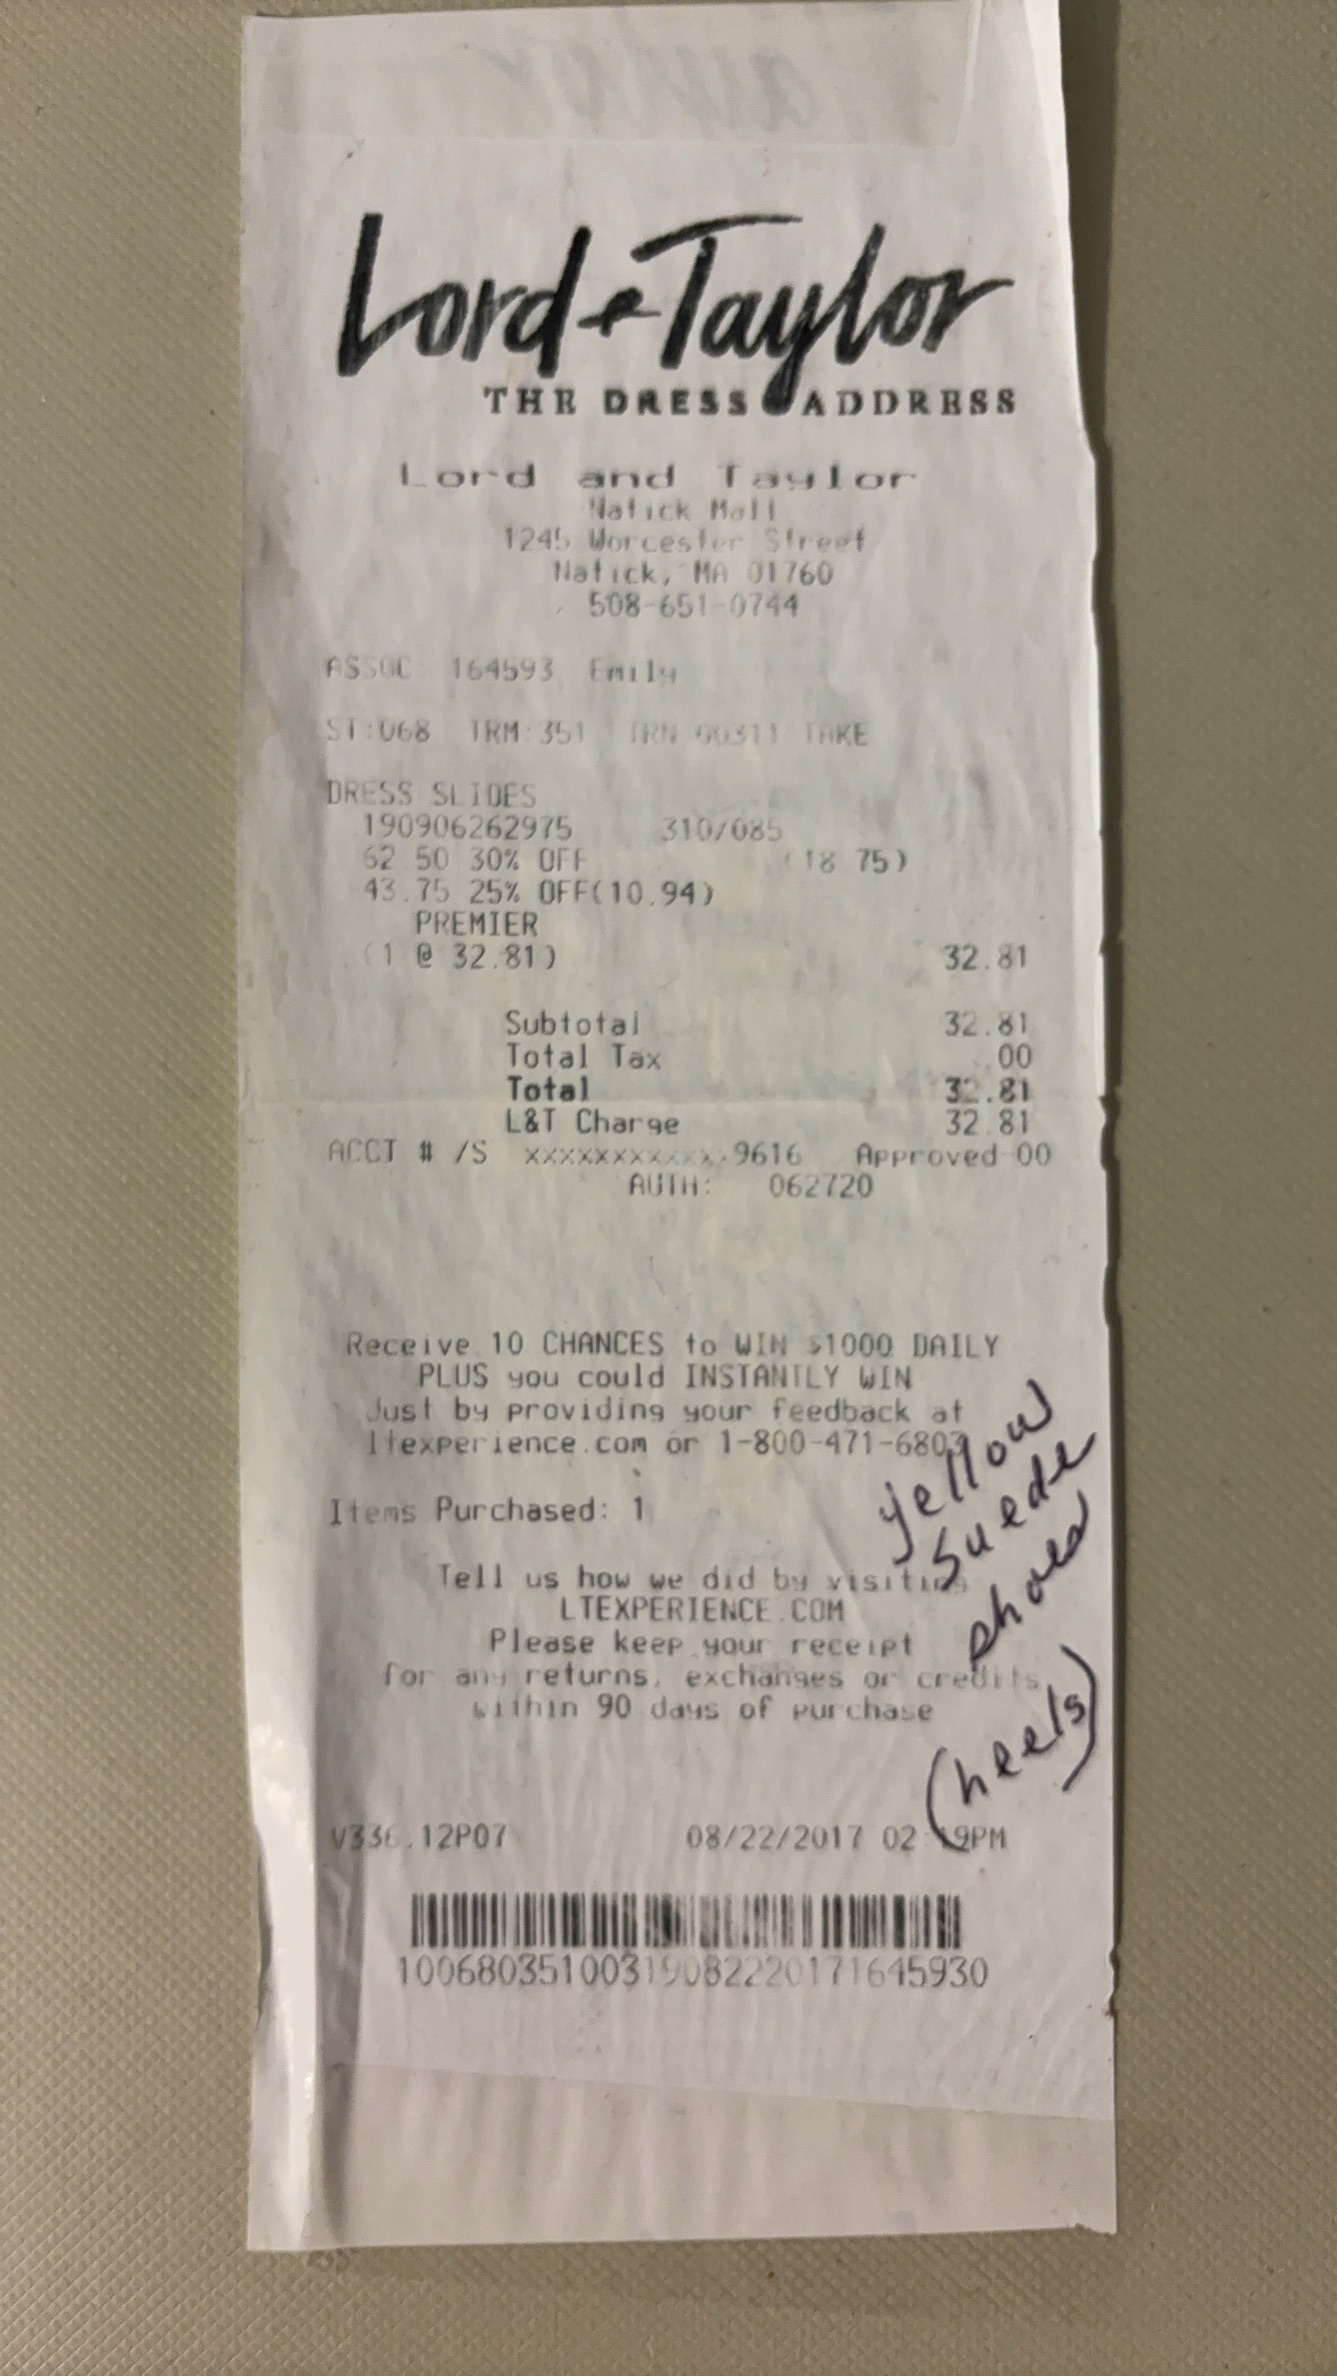 Lord & Taylor
THE DRESS ADDRESS
Lord and Taylor
Natick Mall
1245 Worcester Street
Natick, MA 01760
508-651-0744
ASSOC 164593 Emily
ST:068 TRM:351 TRN 00311 TAKE
DRESS SLIDES
190906262975 310/085
62.50 30% OFF (18.75)
43.75 25% OFF(10.94)
PREMIER
(1 @ 32.81) 32.81
Subtotal 32.81
Total Tax .00
Total 32.81
L&T Charge 32.81
ACCT # /S xxxxxxxxxxxx9616 Approved 00
AUTH: 062720
Receive 10 CHANCES to WIN $1000 DAILY
PLUS you could INSTANTLY WIN
Just by providing your feedback at
ltexperience.com or 1-800-471-6803
Items Purchased: 1
Tell us how we did by visiting
LTEXPERIENCE.COM
Please keep your receipt
for any returns, exchanges or credits
within 90 days of purchase
yellow
suede
shoes
(heels)
V336.12P07 08/22/2017 02:19PM
10068035100319082220171645930